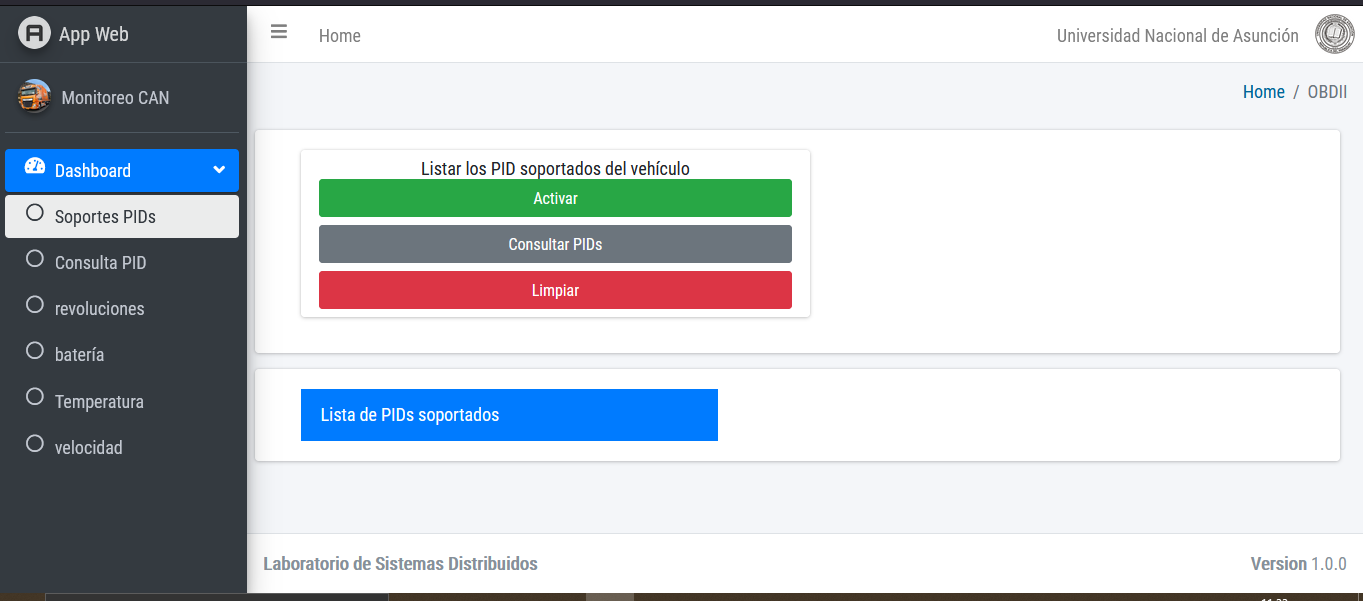 App Web
Home
Universidad Nacional de Asunción
Monitoreo CAN
Home / OBDII
Dashboard
Soportes PIDs
Consulta PID
revoluciones
batería
Temperatura
velocidad
Listar los PID soportados del vehículo
Activar
Consultar PIDs
Limpiar
Lista de PIDs soportados
Laboratorio de Sistemas Distribuidos
Version 1.0.0